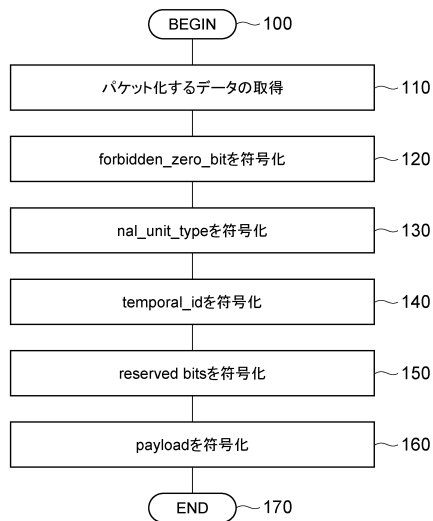 BEGIN 100
パケット化するデータの取得 110
forbidden_zero_bitを符号化 120
nal_unit_typeを符号化 130
temporal_idを符号化 140
reserved bitsを符号化 150
payloadを符号化 160
END 170